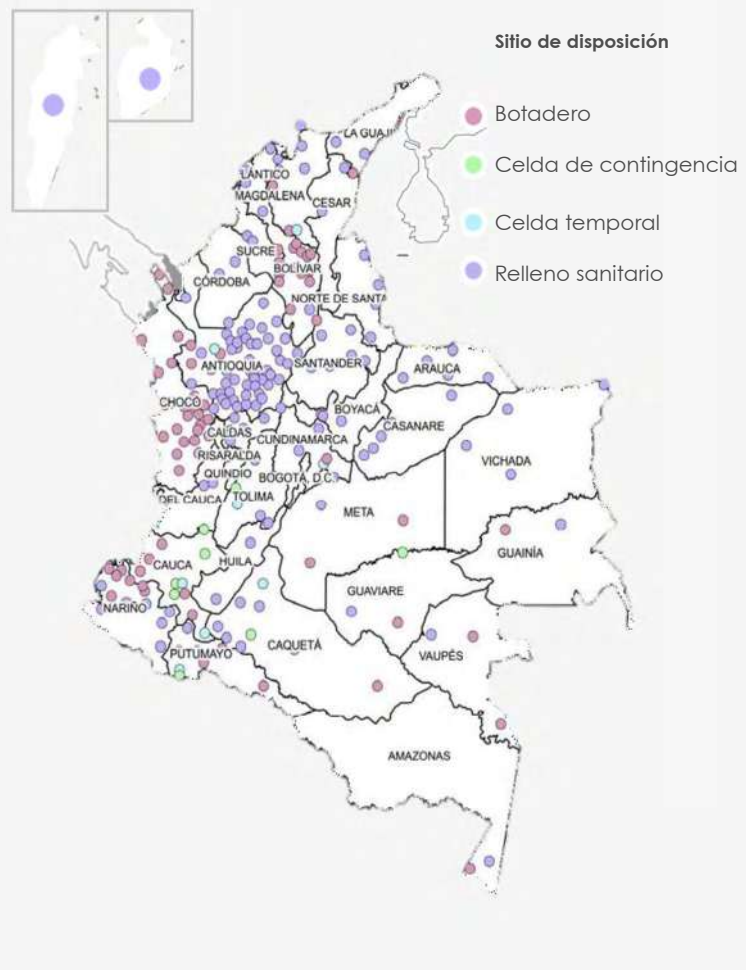 Sitio de disposición
Botadero
Celda de contingencia
Celda temporal
Relleno sanitario
LA GUAJI
LÁNTICO
MAGDALENA
CESAR
SUCRE
BOLÍVAR
CÓRDOBA
NORTE DE SANTA
ANTIOQUIA
SANTANDER
ARAUCA
CHOCÓ
BOYACÁ
CALDAS
CUNDINAMARCA
CASANARE
RISARALDA
VICHADA
QUINDIO
BOGOTÁ, D.C.
DEL CAUCA
TOLIMA
META
GUAINÍA
CAUCA
HUILA
GUAVIARE
NARIÑO
CAQUETÁ
PUTUMAYO
VAUPÉS
AMAZONAS